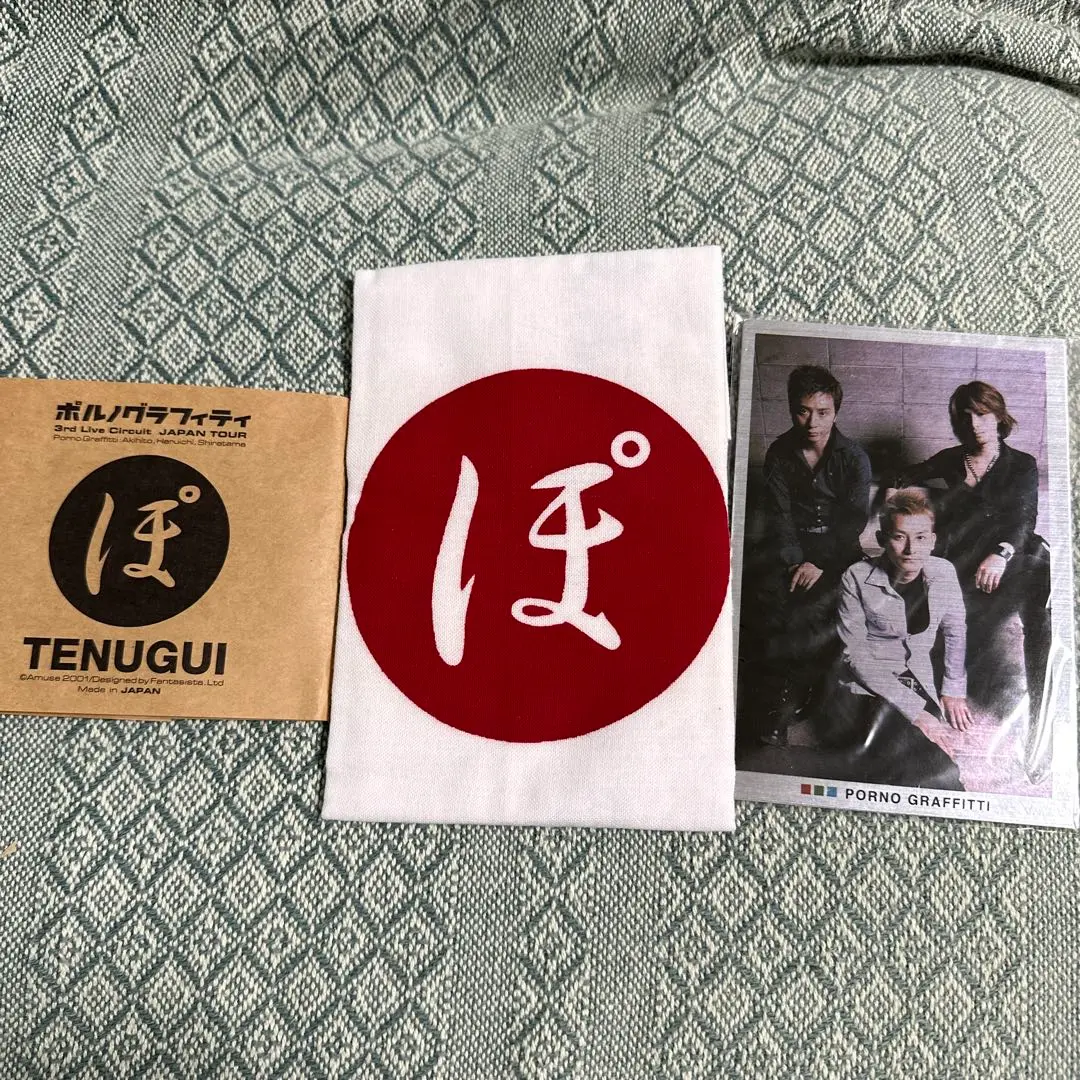 ポルノグラフィティ
3rd Live Circuit JAPAN TOUR
Porno Graffitti :Akihito, Haruichi, Shiratama
ぽ
TENUGUI
©Amuse 2001/Designed by Fantasista.Ltd
Made in JAPAN
ぽ
PORNO GRAFFITTI